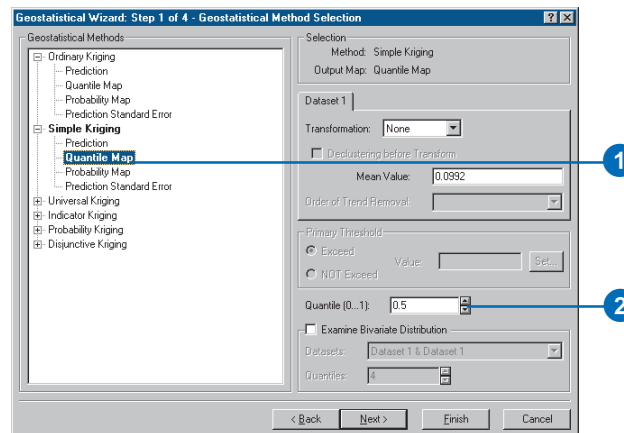 Geostatistical Wizard: Step 1 of 4 - Geostatistical Method Selection
Geostatistical Methods
Ordinary Kriging
Prediction
Quantile Map
Probability Map
Prediction Standard Error
Simple Kriging
Prediction
Quantile Map
Probability Map
Prediction Standard Error
Universal Kriging
Indicator Kriging
Probability Kriging
Disjunctive Kriging
Selection
Method: Simple Kriging
Output Map: Quantile Map
Dataset 1
Transformation: None
Declustering before Transform
Mean Value: 0.0992
Order of Trend Removal:
Primary Threshold
Exceed
NOT Exceed
Value:
Set...
Quantile (0...1): 0.5
Examine Bivariate Distribution
Datasets: Dataset 1 & Dataset 1
Quantiles: 4
< Back
Next >
Finish
Cancel
1
2